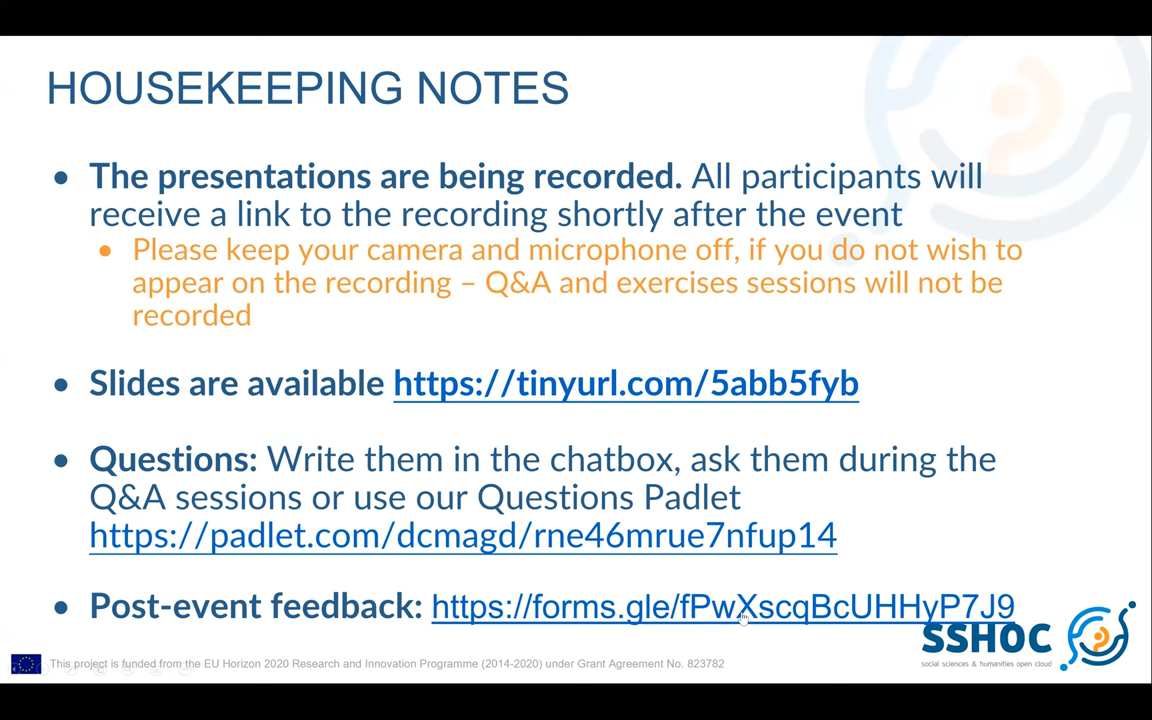 HOUSEKEEPING NOTES
• The presentations are being recorded. All participants will
receive a link to the recording shortly after the event
• Please keep your camera and microphone off, if you do not wish to
appear on the recording – Q&A and exercises sessions will not be
recorded
• Slides are available https://tinyurl.com/5abb5fyb
• Questions: Write them in the chatbox, ask them during the
Q&A sessions or use our Questions Padlet
https://padlet.com/dcmagd/rne46mrue7nfup14
• Post-event feedback: https://forms.gle/fPwXscqBcUHHyP7J9
SSHOC
social sciences & humanities open cloud
This project is funded from the EU Horizon 2020 Research and Innovation Programme (2014-2020) under Grant Agreement No. 823782